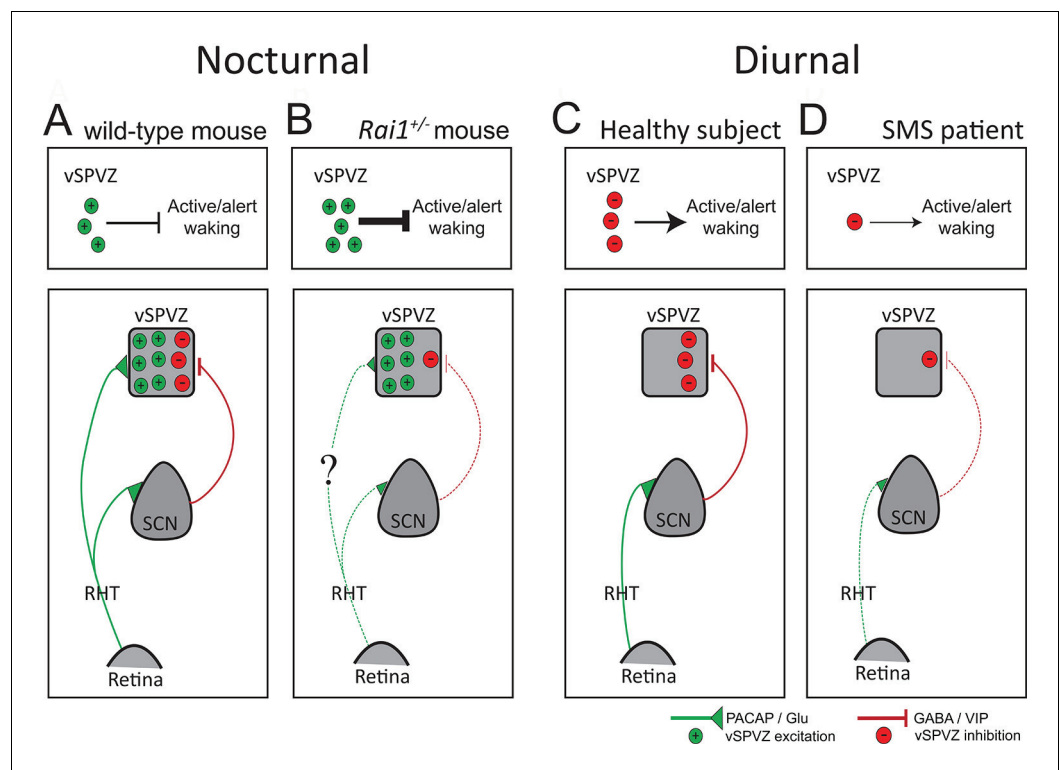 Nocturnal
Diurnal
A wild-type mouse
B Rai1+/- mouse
C Healthy subject
D SMS patient
vSPVZ
Active/alert
waking
vSPVZ
Active/alert
waking
vSPVZ
Active/alert
waking
vSPVZ
Active/alert
waking
vSPVZ
SCN
RHT
Retina
vSPVZ
?
SCN
RHT
Retina
vSPVZ
SCN
RHT
Retina
vSPVZ
SCN
RHT
Retina
PACAP / Glu
vSPVZ excitation
GABA / VIP
vSPVZ inhibition